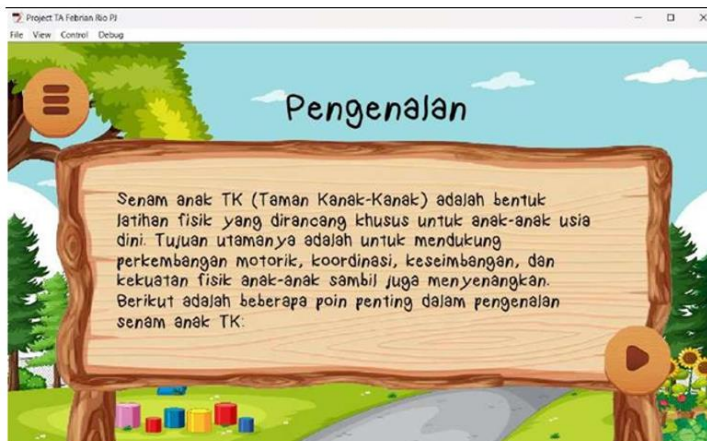 Project TA Febrian Rio PJ
File View Control Debug
Pengenalan
Senam anak TK (Taman Kanak-Kanak) adalah bentuk
latihan fisik yang dirancang khusus untuk anak-anak usia
dini. Tujuan utamanya adalah untuk mendukung
perkembangan motorik, koordinasi, keseimbangan, dan
kekuatan fisik anak-anak sambil juga menyenangkan.
Berikut adalah beberapa poin penting dalam pengenalan
senam anak TK: